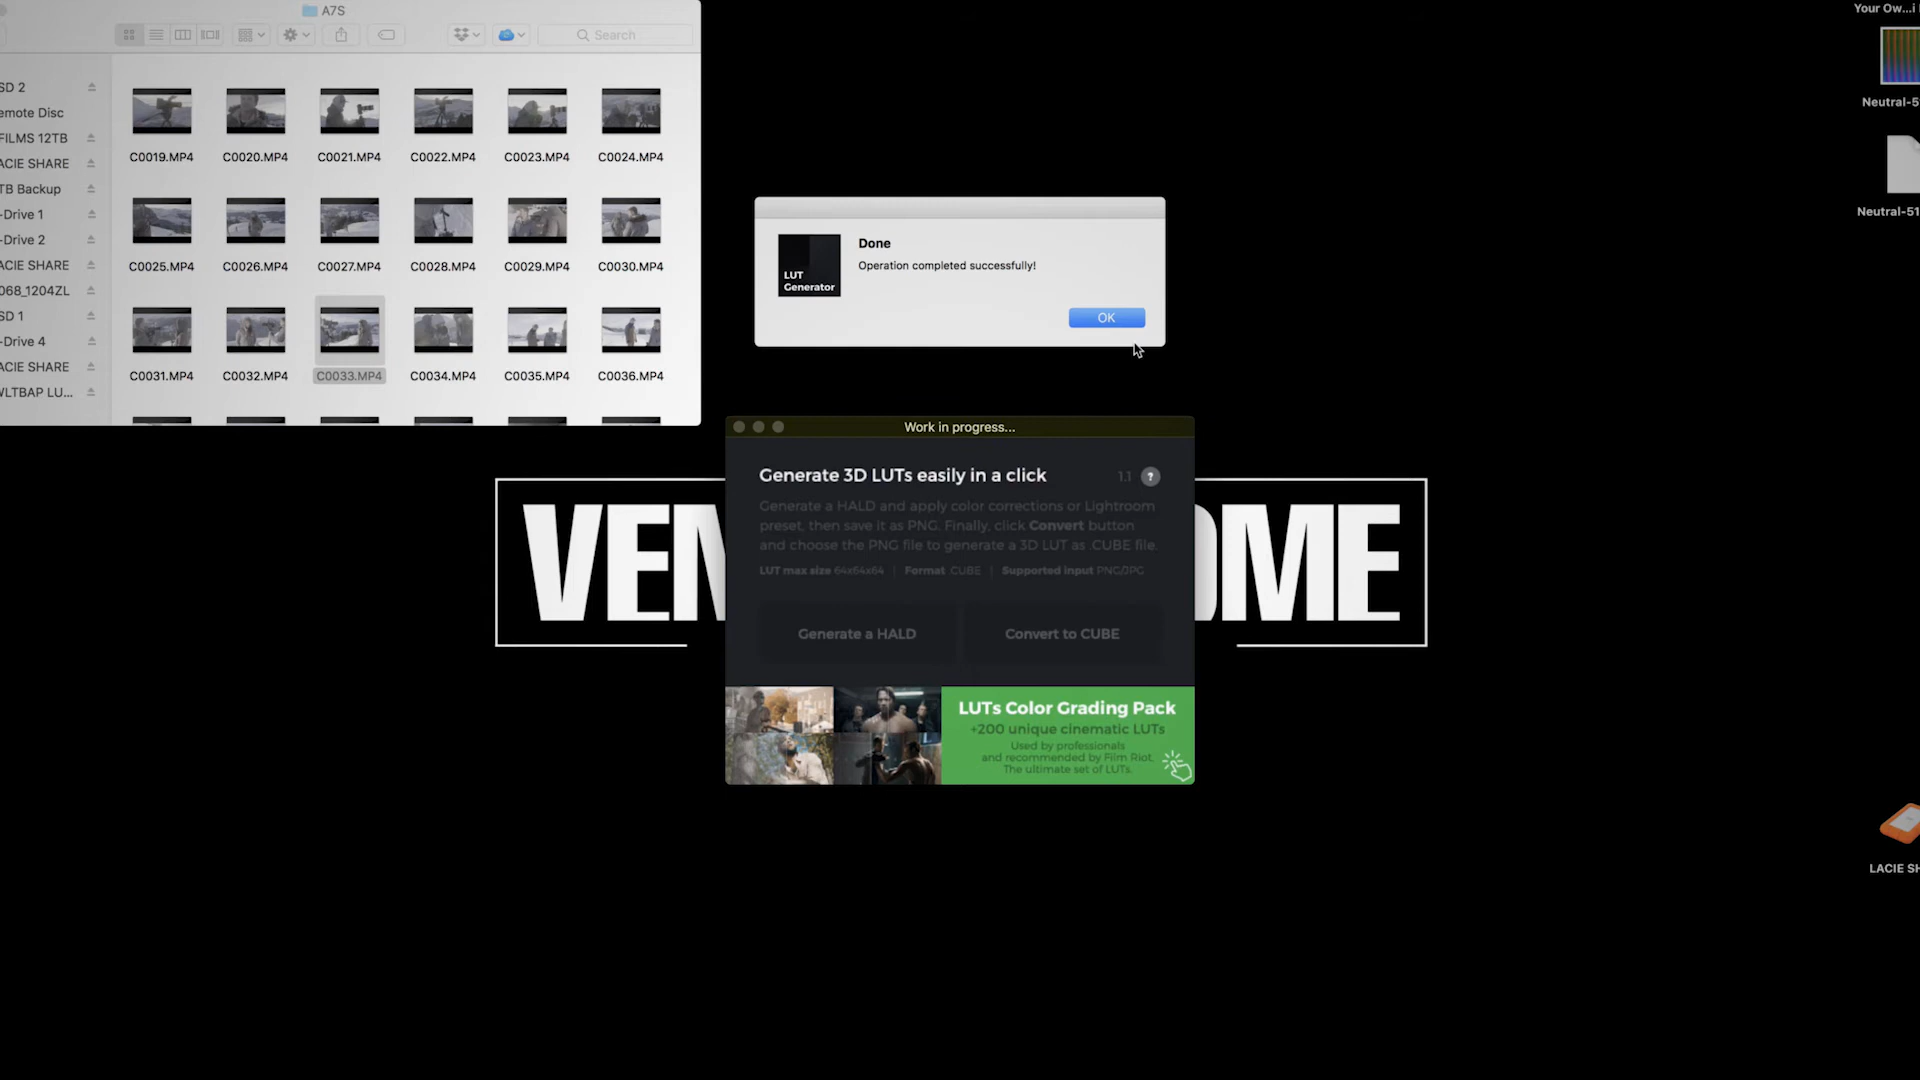 A7S
Search
SD 2
emote Disc
FILMS 12TB
ACIE SHARE
TB Backup
-Drive 1
-Drive 2
ACIE SHARE
068_1204ZL
SD 1
-Drive 4
ACIE SHARE
WLTBAP LU...
C0019.MP4 C0020.MP4 C0021.MP4 C0022.MP4 C0023.MP4 C0024.MP4
C0025.MP4 C0026.MP4 C0027.MP4 C0028.MP4 C0029.MP4 C0030.MP4
C0031.MP4 C0032.MP4 C0033.MP4 C0034.MP4 C0035.MP4 C0036.MP4
Done
Operation completed successfully!
LUT
Generator
OK
Work in progress...
Generate 3D LUTs easily in a click
1.1 ?
Generate a HALD and apply color corrections or Lightroom
preset, then save it as PNG. Finally, click Convert button
and choose the PNG file to generate a 3D LUT as .CUBE file.
LUT max size 64x64x64 | Format .CUBE | Supported input PNG/JPG
Generate a HALD
Convert to CUBE
LUTs Color Grading Pack
+200 unique cinematic LUTs
Used by professionals
and recommended by Film Riot.
The ultimate set of LUTs.
VEN
OME
Your Ow...i
Neutral-5
Neutral-51
LACIE SH